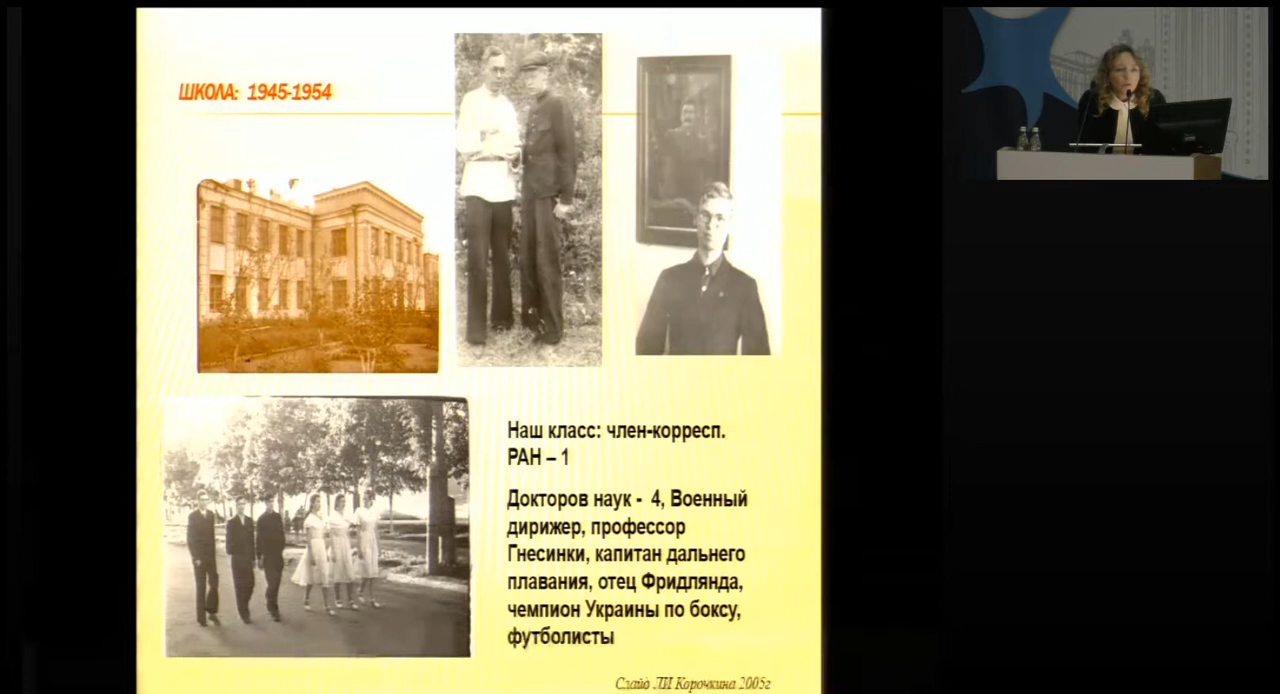 ШКОЛА: 1945-1954
Наш класс: член-корресп.
РАН – 1
Докторов наук - 4, Военный
дирижер, профессор
Гнесинки, капитан дальнего
плавания, отец Фридлянда,
чемпион Украины по боксу,
футболисты
Слайд ЛИ Корочкина 2005г